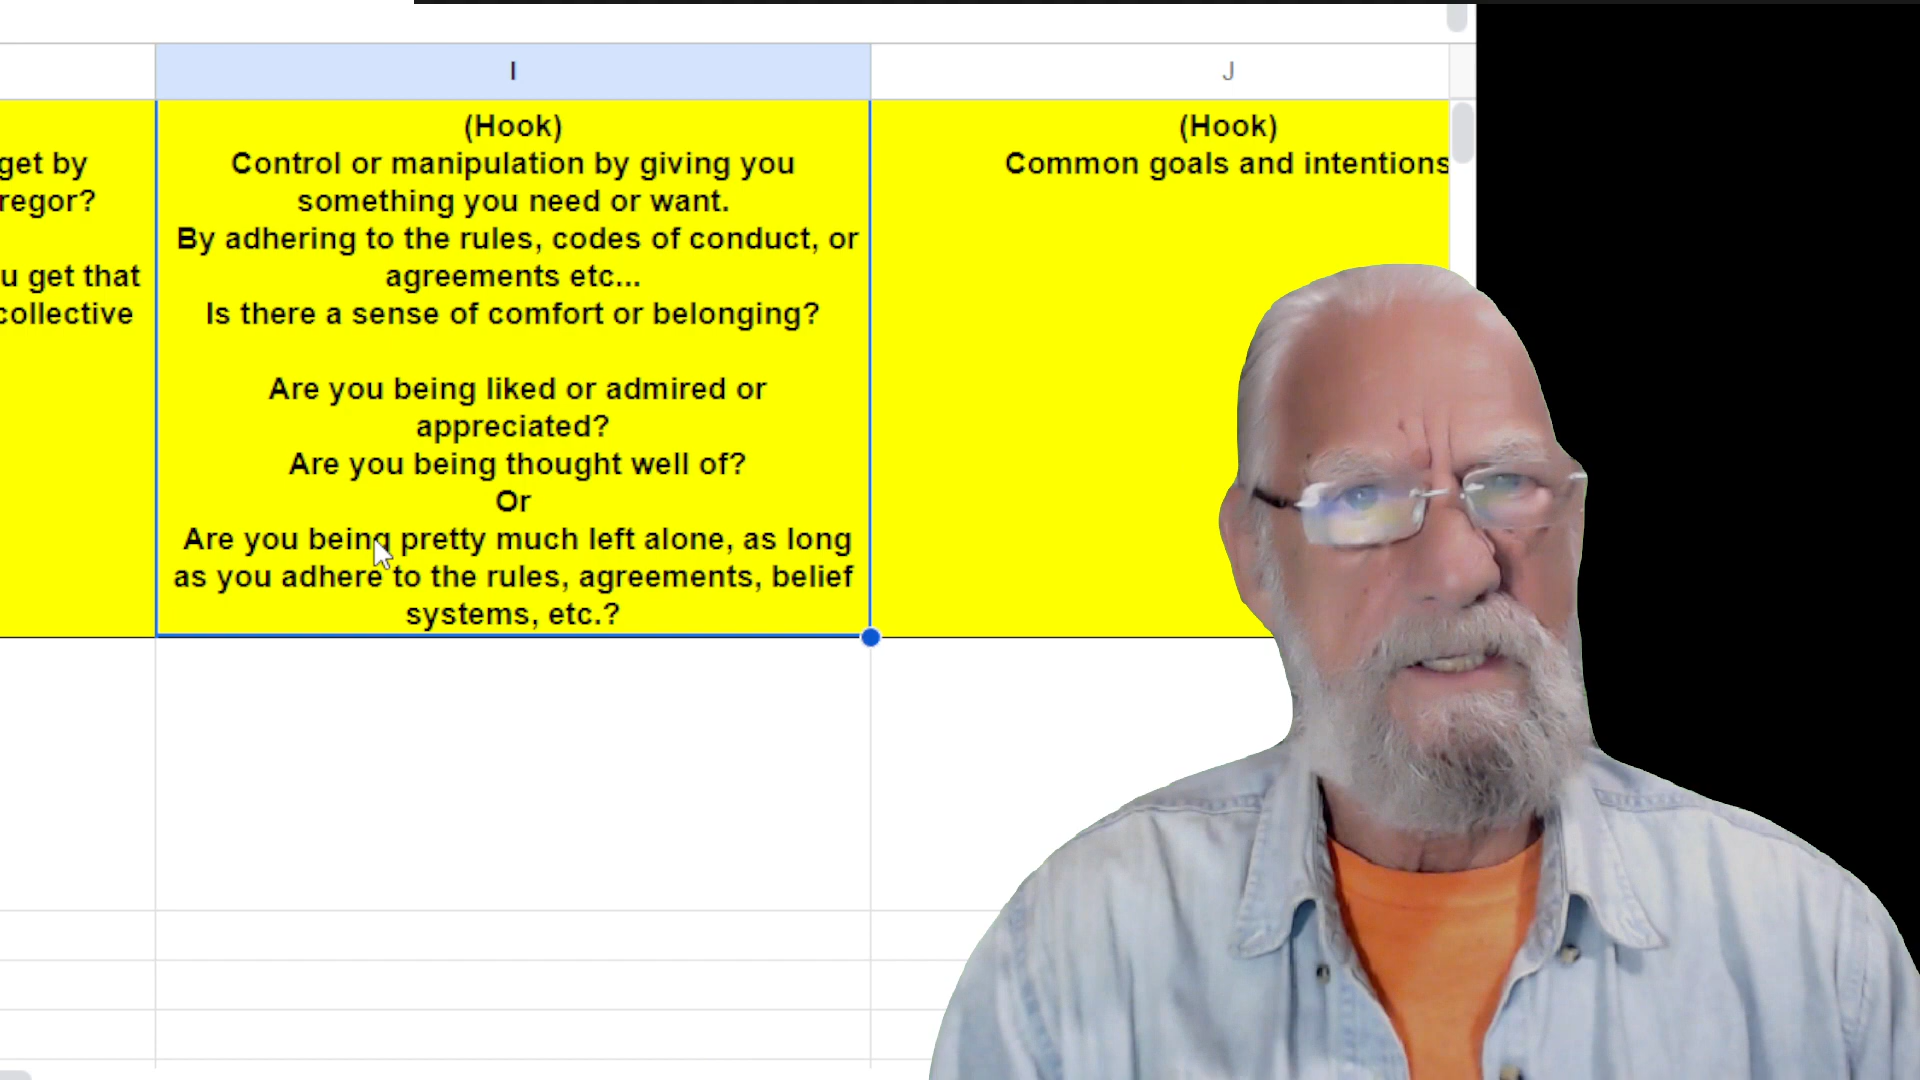 I
J
get by
regor?
u get that
collective
(Hook)
Control or manipulation by giving you
something you need or want.
By adhering to the rules, codes of conduct, or
agreements etc...
Is there a sense of comfort or belonging?
Are you being liked or admired or
appreciated?
Are you being thought well of?
Or
Are you being pretty much left alone, as long
as you adhere to the rules, agreements, belief
systems, etc.?
(Hook)
Common goals and intentions